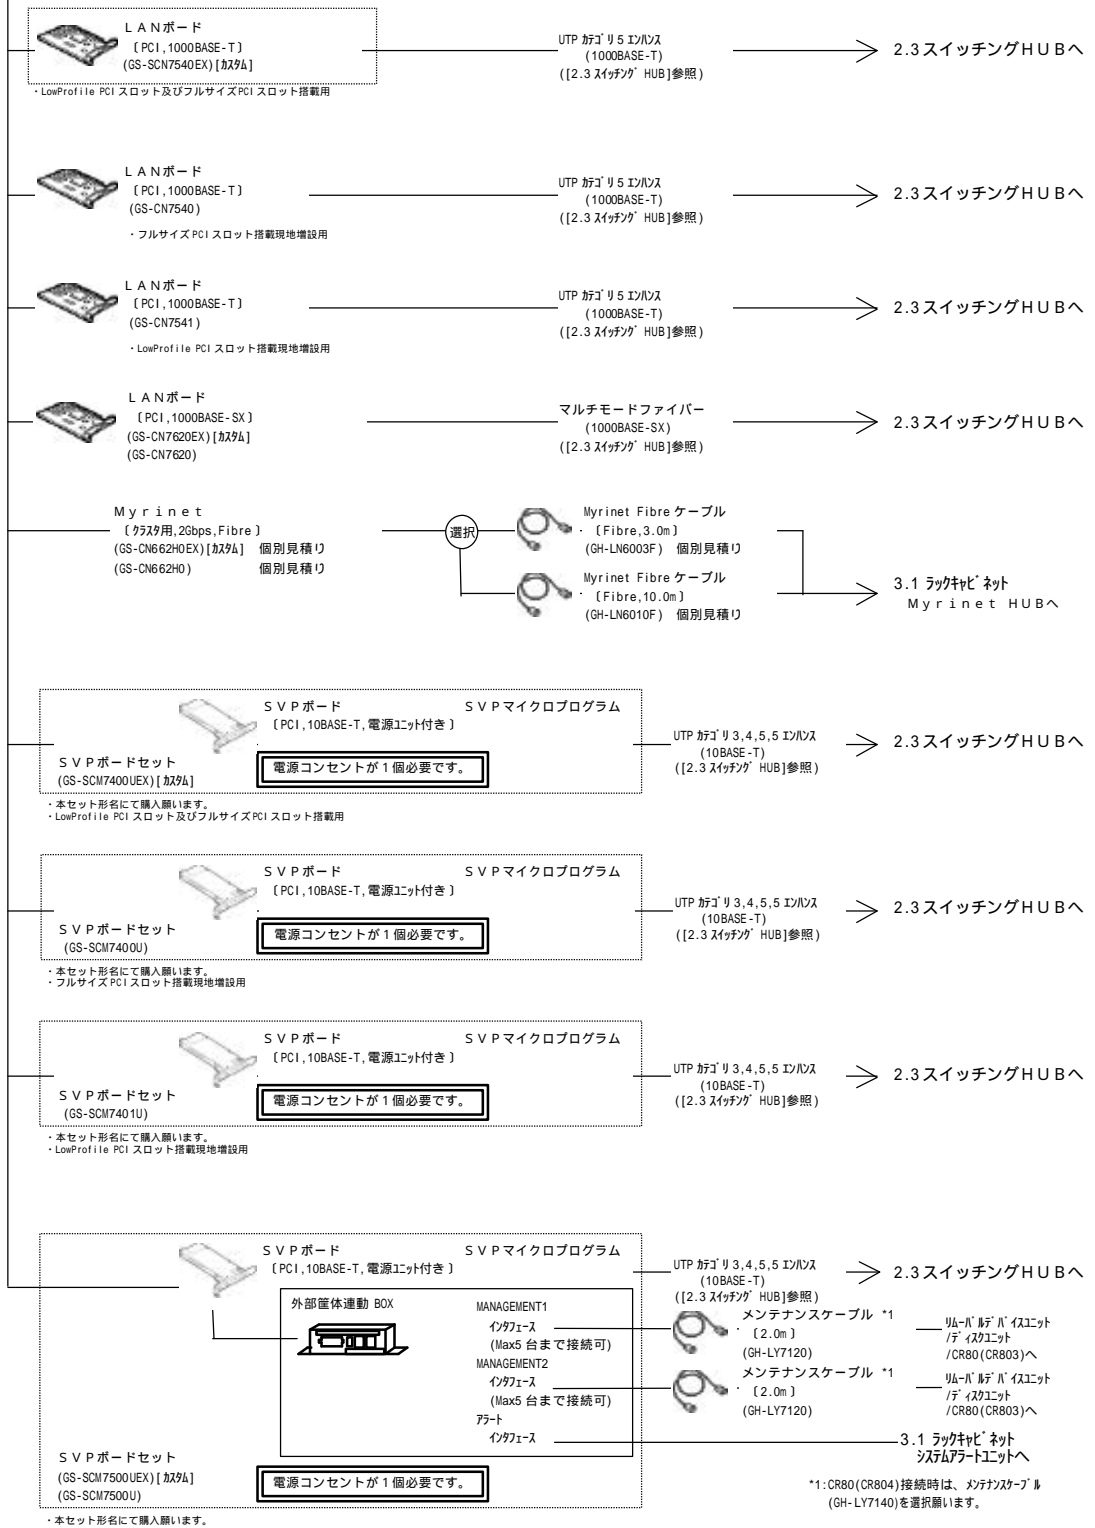 ＬＡＮボード
〔PCI,1000BASE-T〕
(GS-SCN7540EX)[ｶｽﾀﾑ]
・LowProfile PCIスロット及びフルサイズPCIスロット搭載用
UTP ｶﾃｺﾞﾘ5 ｴﾝﾊﾝｽ
(1000BASE-T)
([2.3 ｽｲｯﾁﾝｸﾞ HUB]参照)
2.3スイッチングＨＵＢへ
ＬＡＮボード
〔PCI,1000BASE-T〕
(GS-CN7540)
・フルサイズPCIスロット搭載現地増設用
UTP ｶﾃｺﾞﾘ5 ｴﾝﾊﾝｽ
(1000BASE-T)
([2.3 ｽｲｯﾁﾝｸﾞ HUB]参照)
2.3スイッチングＨＵＢへ
ＬＡＮボード
〔PCI,1000BASE-T〕
(GS-CN7541)
・LowProfile PCIスロット搭載現地増設用
UTP ｶﾃｺﾞﾘ5 ｴﾝﾊﾝｽ
(1000BASE-T)
([2.3 ｽｲｯﾁﾝｸﾞ HUB]参照)
2.3スイッチングＨＵＢへ
ＬＡＮボード
〔PCI,1000BASE-SX〕
(GS-CN7620EX)[ｶｽﾀﾑ]
(GS-CN7620)
マルチモードファイバー
(1000BASE-SX)
([2.3 ｽｲｯﾁﾝｸﾞ HUB]参照)
2.3スイッチングＨＵＢへ
Ｍｙｒｉｎｅｔ
〔ｸﾗｽﾀ用,2Gbps,Fibre〕
(GS-CN662H0EX)[ｶｽﾀﾑ] 個別見積り
(GS-CN662H0) 個別見積り
選択
Myrinet Fibreケーブル
・〔Fibre,3.0m〕
(GH-LN6003F) 個別見積り
Myrinet Fibreケーブル
・〔Fibre,10.0m〕
(GH-LN6010F) 個別見積り
3.1 ﾗｯｸｷｬﾋﾞﾈｯﾄ
Ｍｙｒｉｎｅｔ ＨＵＢへ
ＳＶＰボード ＳＶＰマイクロプログラム
〔PCI,10BASE-T,電源ﾕﾆｯﾄ付き〕
ＳＶＰボードセット
(GS-SCM7400UEX)[ｶｽﾀﾑ]
電源コンセントが1個必要です。
・本セット形名にて購入願います。
・LowProfile PCIスロット及びフルサイズPCIスロット搭載用
UTP ｶﾃｺﾞﾘ3,4,5,5 ｴﾝﾊﾝｽ
(10BASE-T)
([2.3 ｽｲｯﾁﾝｸﾞ HUB]参照)
2.3スイッチングＨＵＢへ
ＳＶＰボード ＳＶＰマイクロプログラム
〔PCI,10BASE-T,電源ﾕﾆｯﾄ付き〕
ＳＶＰボードセット
(GS-SCM7400U)
電源コンセントが1個必要です。
・本セット形名にて購入願います。
・フルサイズPCIスロット搭載現地増設用
UTP ｶﾃｺﾞﾘ3,4,5,5 ｴﾝﾊﾝｽ
(10BASE-T)
([2.3 ｽｲｯﾁﾝｸﾞ HUB]参照)
2.3スイッチングＨＵＢへ
ＳＶＰボード ＳＶＰマイクロプログラム
〔PCI,10BASE-T,電源ﾕﾆｯﾄ付き〕
ＳＶＰボードセット
(GS-SCM7401U)
電源コンセントが1個必要です。
・本セット形名にて購入願います。
・LowProfile PCIスロット搭載現地増設用
UTP ｶﾃｺﾞﾘ3,4,5,5 ｴﾝﾊﾝｽ
(10BASE-T)
([2.3 ｽｲｯﾁﾝｸﾞ HUB]参照)
2.3スイッチングＨＵＢへ
ＳＶＰボード ＳＶＰマイクロプログラム
〔PCI,10BASE-T,電源ﾕﾆｯﾄ付き〕
UTP ｶﾃｺﾞﾘ3,4,5,5 ｴﾝﾊﾝｽ
(10BASE-T)
([2.3 ｽｲｯﾁﾝｸﾞ HUB]参照)
2.3スイッチングＨＵＢへ
外部筐体連動BOX
MANAGEMENT1
ｲﾝﾀﾌｪｰｽ
(Max5台まで接続可)
MANAGEMENT2
ｲﾝﾀﾌｪｰｽ
(Max5台まで接続可)
ｱﾗｰﾄ
ｲﾝﾀﾌｪｰｽ
メンテナンスケーブル *1
・〔2.0m〕
(GH-LY7120)
ﾘﾑｰﾊﾞﾙﾃﾞﾊﾞｲｽﾕﾆｯﾄ
/ﾃﾞｨｽｸﾕﾆｯﾄ
/CR80(CR803)へ
メンテナンスケーブル *1
・〔2.0m〕
(GH-LY7120)
ﾘﾑｰﾊﾞﾙﾃﾞﾊﾞｲｽﾕﾆｯﾄ
/ﾃﾞｨｽｸﾕﾆｯﾄ
/CR80(CR803)へ
3.1 ﾗｯｸｷｬﾋﾞﾈｯﾄ
ｼｽﾃﾑｱﾗｰﾄﾕﾆｯﾄへ
ＳＶＰボードセット
(GS-SCM7500UEX)[ｶｽﾀﾑ]
(GS-SCM7500U)
電源コンセントが1個必要です。
*1:CR80(CR804)接続時は、ﾒﾝﾃﾅﾝｽｹｰﾌﾞﾙ
(GH-LY7140)を選択願います。
・本セット形名にて購入願います。